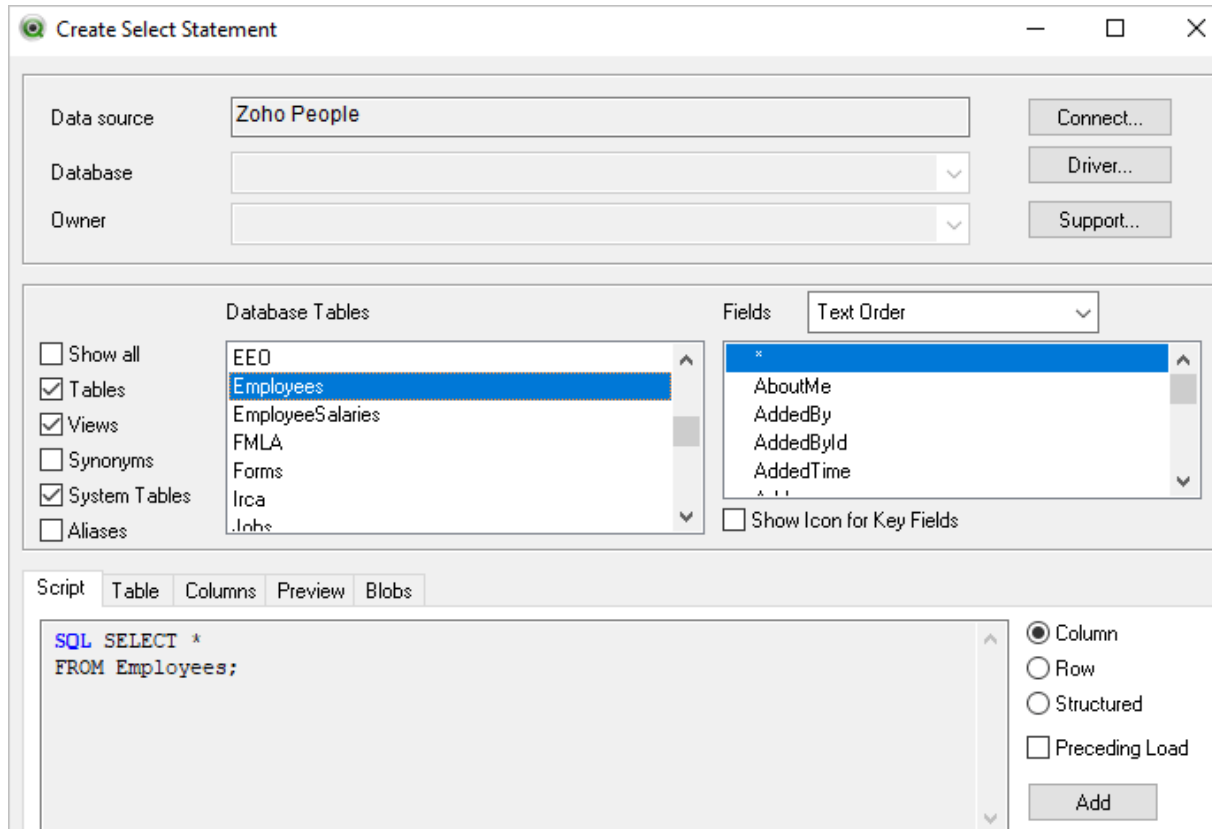 Create Select Statement
Data source
Zoho People
Connect...
Database
Driver...
Owner
Support...
Database Tables
Fields
Text Order
Show all
Tables
Views
Synonyms
System Tables
Aliases
EEO
Employees
EmployeeSalaries
FMLA
Forms
Irca
Jobs
*
AboutMe
AddedBy
AddedById
AddedTime
Show Icon for Key Fields
Script
Table
Columns
Preview
Blobs
SQL SELECT *
FROM Employees;
Column
Row
Structured
Preceding Load
Add